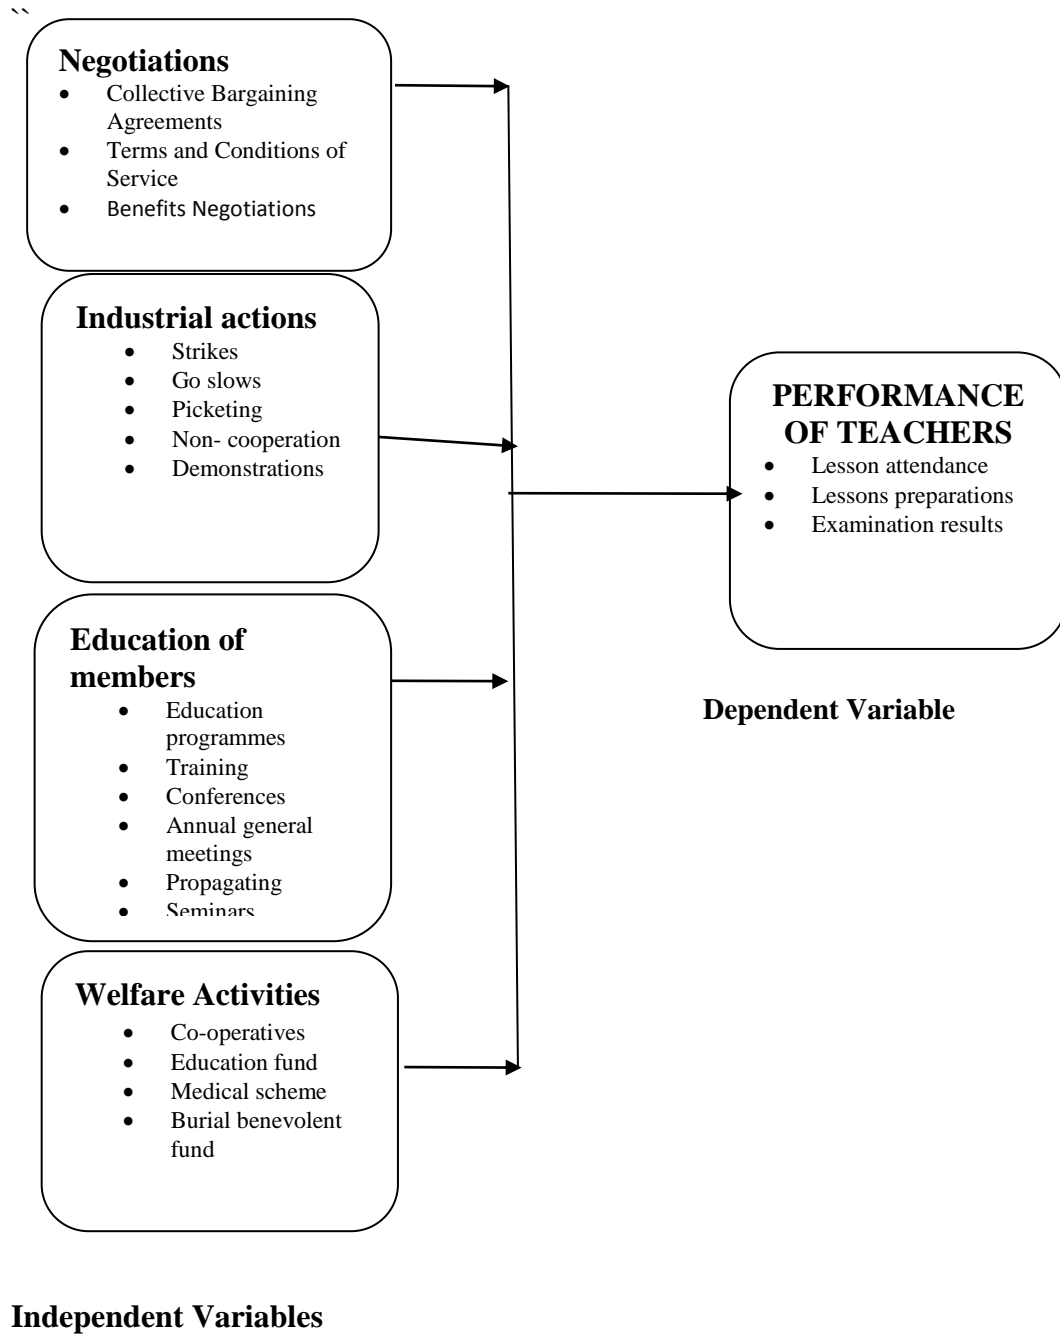 ``
Negotiations
• Collective Bargaining
Agreements
• Terms and Conditions of
Service
• Benefits Negotiations
Industrial actions
• Strikes
• Go slows
• Picketing
• Non- cooperation
• Demonstrations
PERFORMANCE
OF TEACHERS
• Lesson attendance
• Lessons preparations
• Examination results
Education of
members
• Education
programmes
• Training
• Conferences
• Annual general
meetings
• Propagating
• Seminars
Dependent Variable
Welfare Activities
• Co-operatives
• Education fund
• Medical scheme
• Burial benevolent
fund
Independent Variables